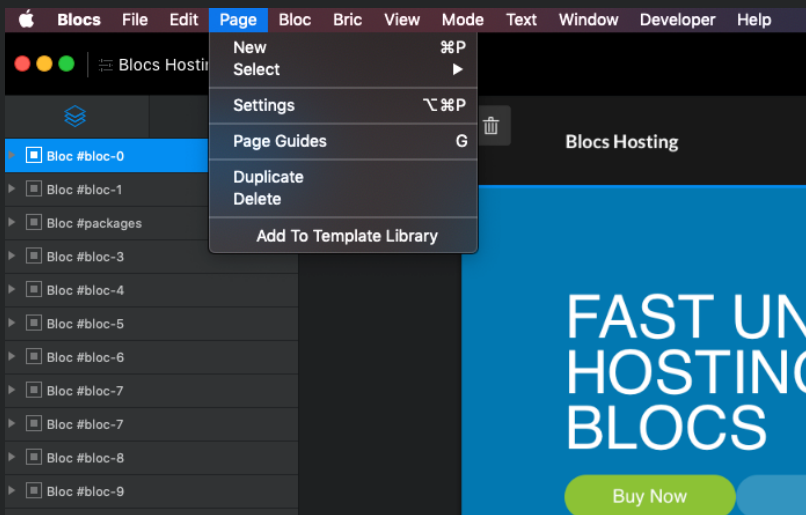 Blocs File Edit Page Bloc Bric View Mode Text Window Developer Help
Blocs
New ⌘P
Select ▶
Settings ⌥⌘P
Page Guides G
Duplicate
Delete
Add To Template Library
Bloc #bloc-0
Bloc #bloc-1
Bloc #packages
Bloc #bloc-3
Bloc #bloc-4
Bloc #bloc-5
Bloc #bloc-6
Bloc #bloc-7
Bloc #bloc-7
Bloc #bloc-8
Bloc #bloc-9
Blocs Hosting
FAST
HOSTING
BLOCS
Buy Now